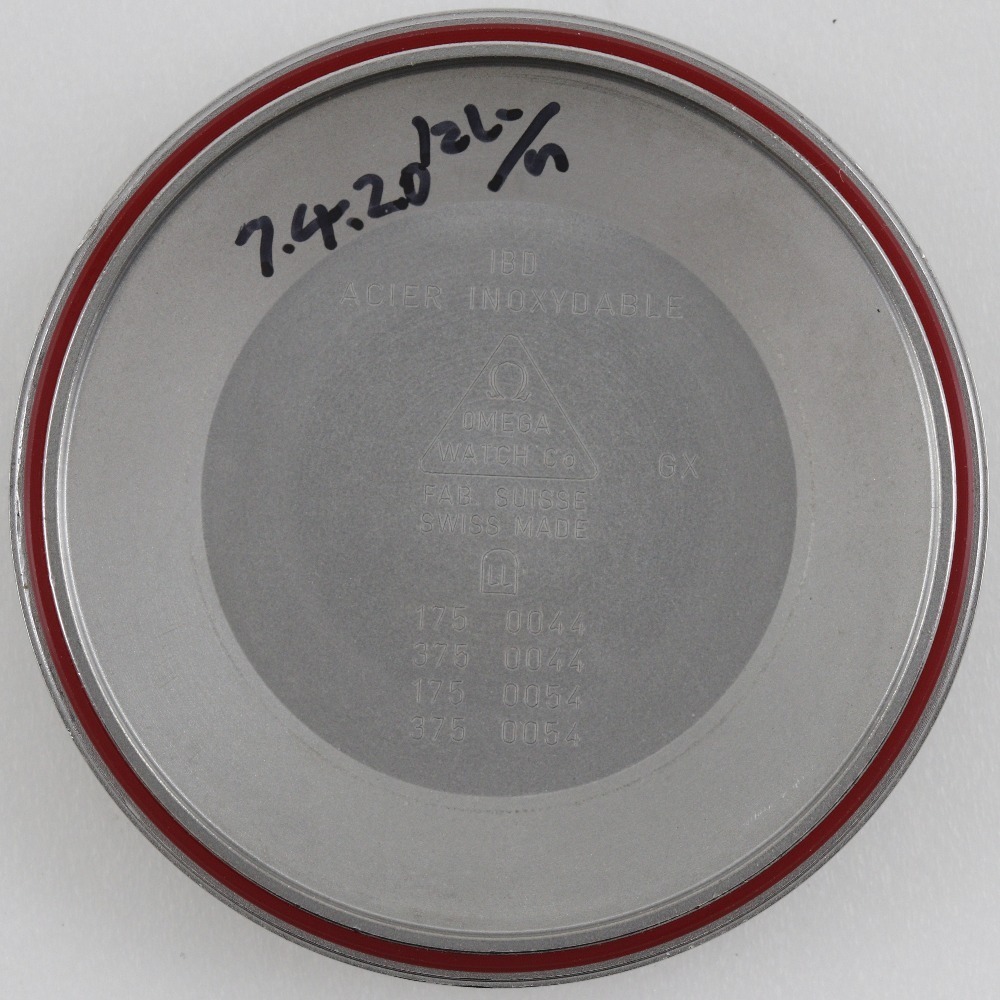 7.4.20
IBD
ACIER INOXYDABLE
Ω
OMEGA
WATCH Co
GX
FAB. SUISSE
SWISS MADE
175 0044
375 0044
175 0054
375 0054